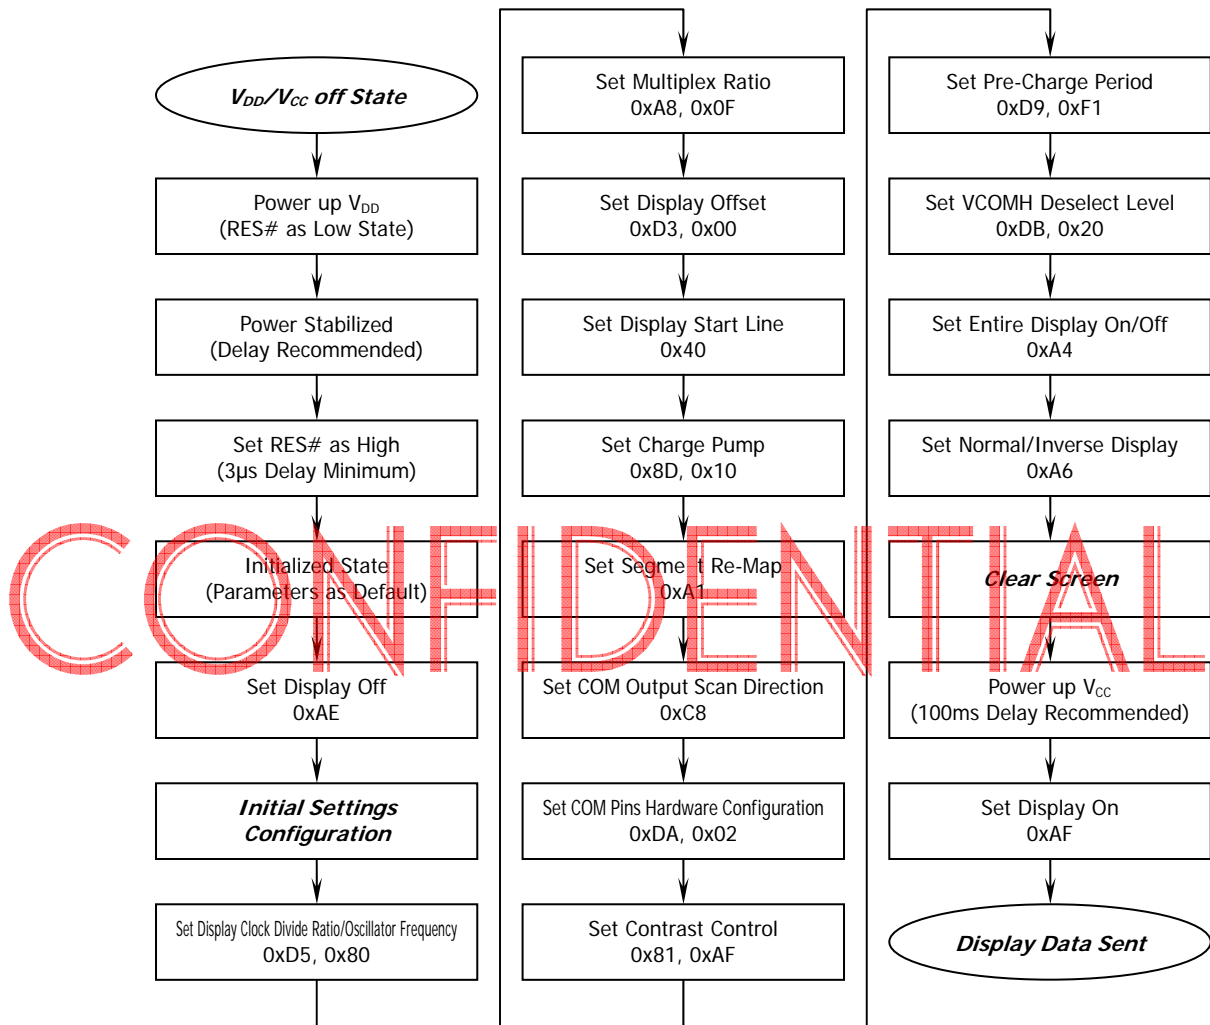 V_DD/V_CC off State
Power up V_DD
(RES# as Low State)
Power Stabilized
(Delay Recommended)
Set RES# as High
(3μs Delay Minimum)
Initialized State
(Parameters as Default)
Set Display Off
0xAE
Initial Settings
Configuration
Set Display Clock Divide Ratio/Oscillator Frequency
0xD5, 0x80
Set Multiplex Ratio
0xA8, 0x0F
Set Display Offset
0xD3, 0x00
Set Display Start Line
0x40
Set Charge Pump
0x8D, 0x10
Set Segment Re-Map
0xA1
Set COM Output Scan Direction
0xC8
Set COM Pins Hardware Configuration
0xDA, 0x02
Set Contrast Control
0x81, 0xAF
Set Pre-Charge Period
0xD9, 0xF1
Set VCOMH Deselect Level
0xDB, 0x20
Set Entire Display On/Off
0xA4
Set Normal/Inverse Display
0xA6
Clear Screen
Power up V_CC
(100ms Delay Recommended)
Set Display On
0xAF
Display Data Sent
CONFIDENTIAL